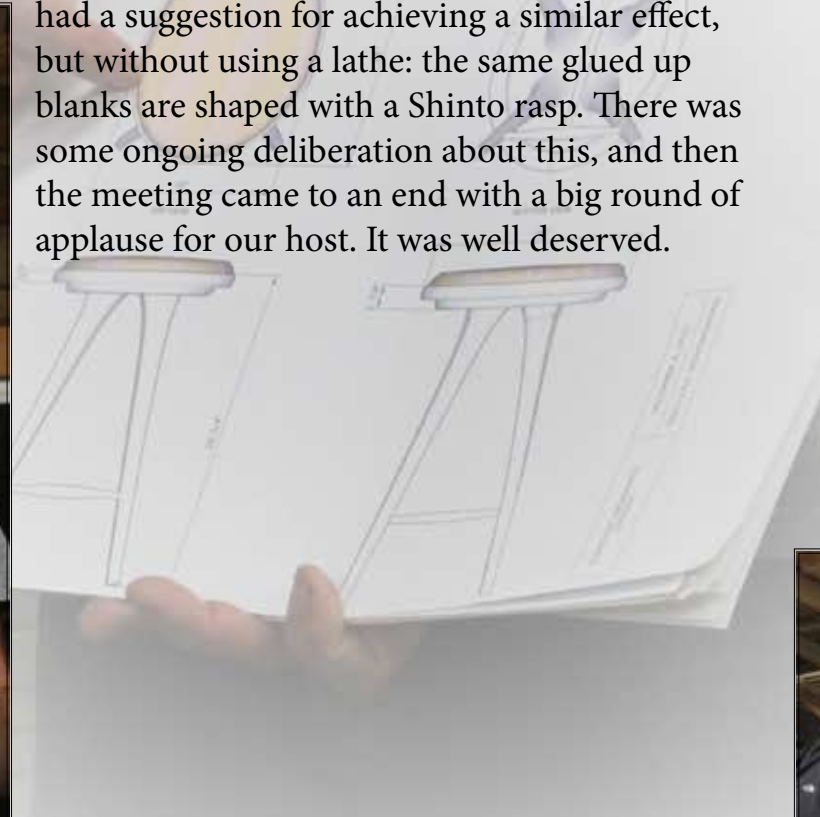 had a suggestion for achieving a similar effect,
but without using a lathe: the same glued up
blanks are shaped with a Shinto rasp. There was
some ongoing deliberation about this, and then
the meeting came to an end with a big round of
applause for our host. It was well deserved.